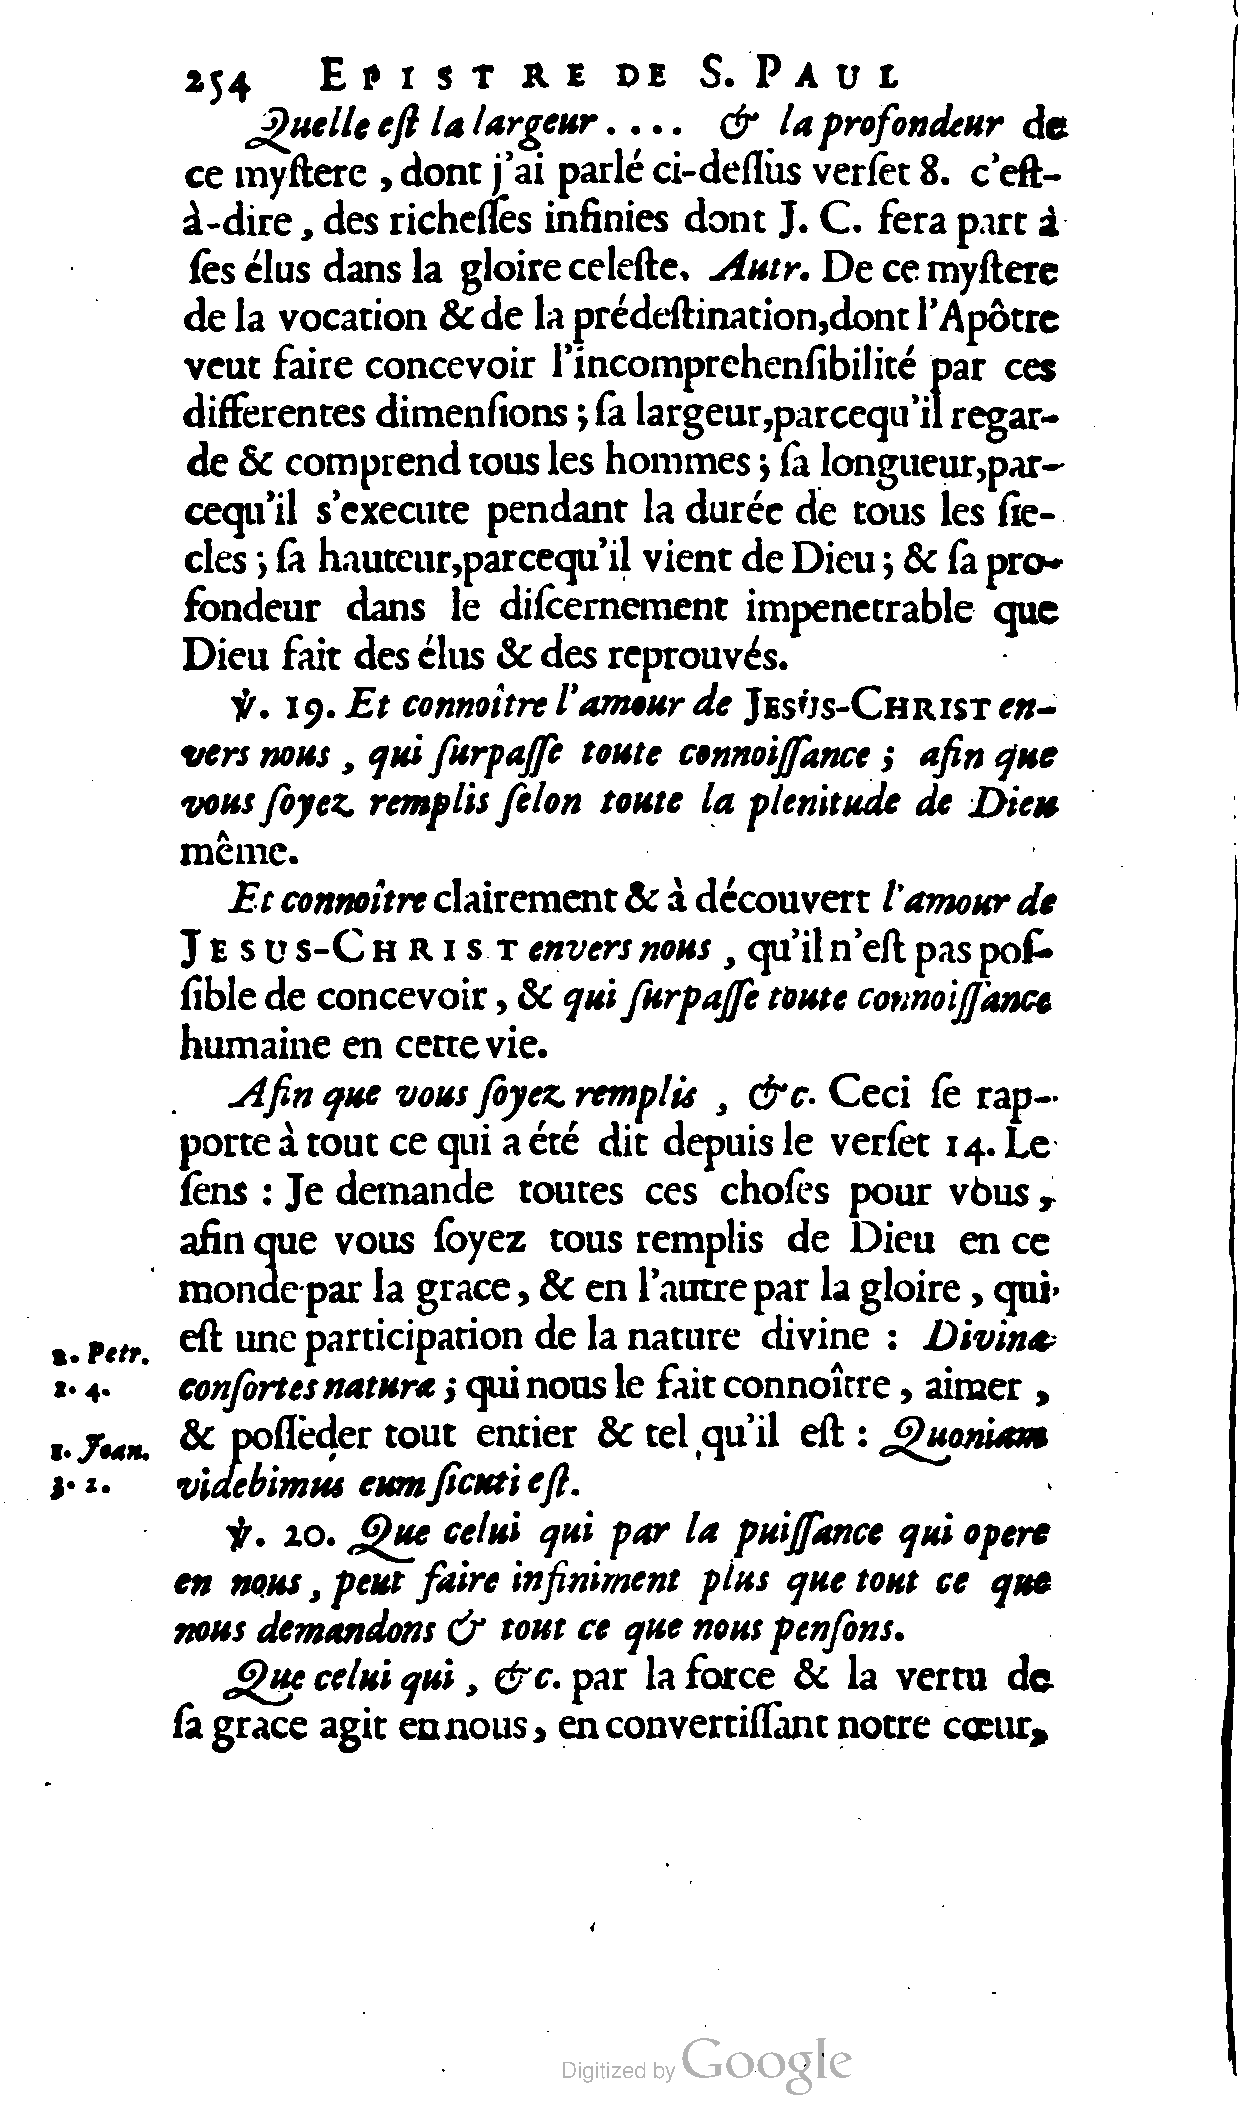 254 EPISTRE DE S. PAUL
Quelle eſt la largeur . . . . & la profondeur de
ce myſtere , dont j’ai parlé ci-deſſus verſet 8. c’eſt-
à-dire , des richeſſes infinies dont J. C. fera part à
ſes élus dans la gloire celeſte. Autr. De ce myſtere
de la vocation & de la prédeſtination,dont l’Apôtre
veut faire concevoir l’incomprehenſibilité par ces
differentes dimenſions ; ſa largeur,parcequ’il regar-
de & comprend tous les hommes ; ſa longueur,par-
cequ’il s’execute pendant la durée de tous les ſie-
cles ; ſa hauteur,parcequ’il vient de Dieu ; & ſa pro-
fondeur dans le diſcernement impenetrable que
Dieu fait des élus & des reprouvés.
℣. 19. Et connoître l’amour de JESUS-CHRIST en-
vers nous , qui ſurpaſſe toute connoiſſance ; afin que
vous ſoyez remplis ſelon toute la plenitude de Dieu
même.
Et connoître clairement & à découvert l’amour de
JESUS-CHRIST envers nous , qu’il n’eſt pas poſ-
ſible de concevoir , & qui ſurpaſſe toute connoiſſance
humaine en cette vie.
Afin que vous ſoyez remplis , &c. Ceci ſe rap-
porte à tout ce qui a été dit depuis le verſet 14. Le
ſens : Je demande toutes ces choſes pour vous ,
afin que vous ſoyez tous remplis de Dieu en ce
monde par la grace , & en l’autre par la gloire , qui
eſt une participation de la nature divine : Divinæ
2. Petr.
1. 4.
conſortes naturæ ; qui nous le fait connoître , aimer ,
& poſſeder tout entier & tel qu’il eſt : Quoniam
1. Joan.
3. 2.
videbimus eum ſicuti eſt.
℣. 20. Que celui qui par la puiſſance qui opere
en nous , peut faire infiniment plus que tout ce que
nous demandons & tout ce que nous penſons.
Que celui qui , &c. par la force & la vertu de
ſa grace agit en nous , en convertiſſant notre cœur,
Digitized by Google